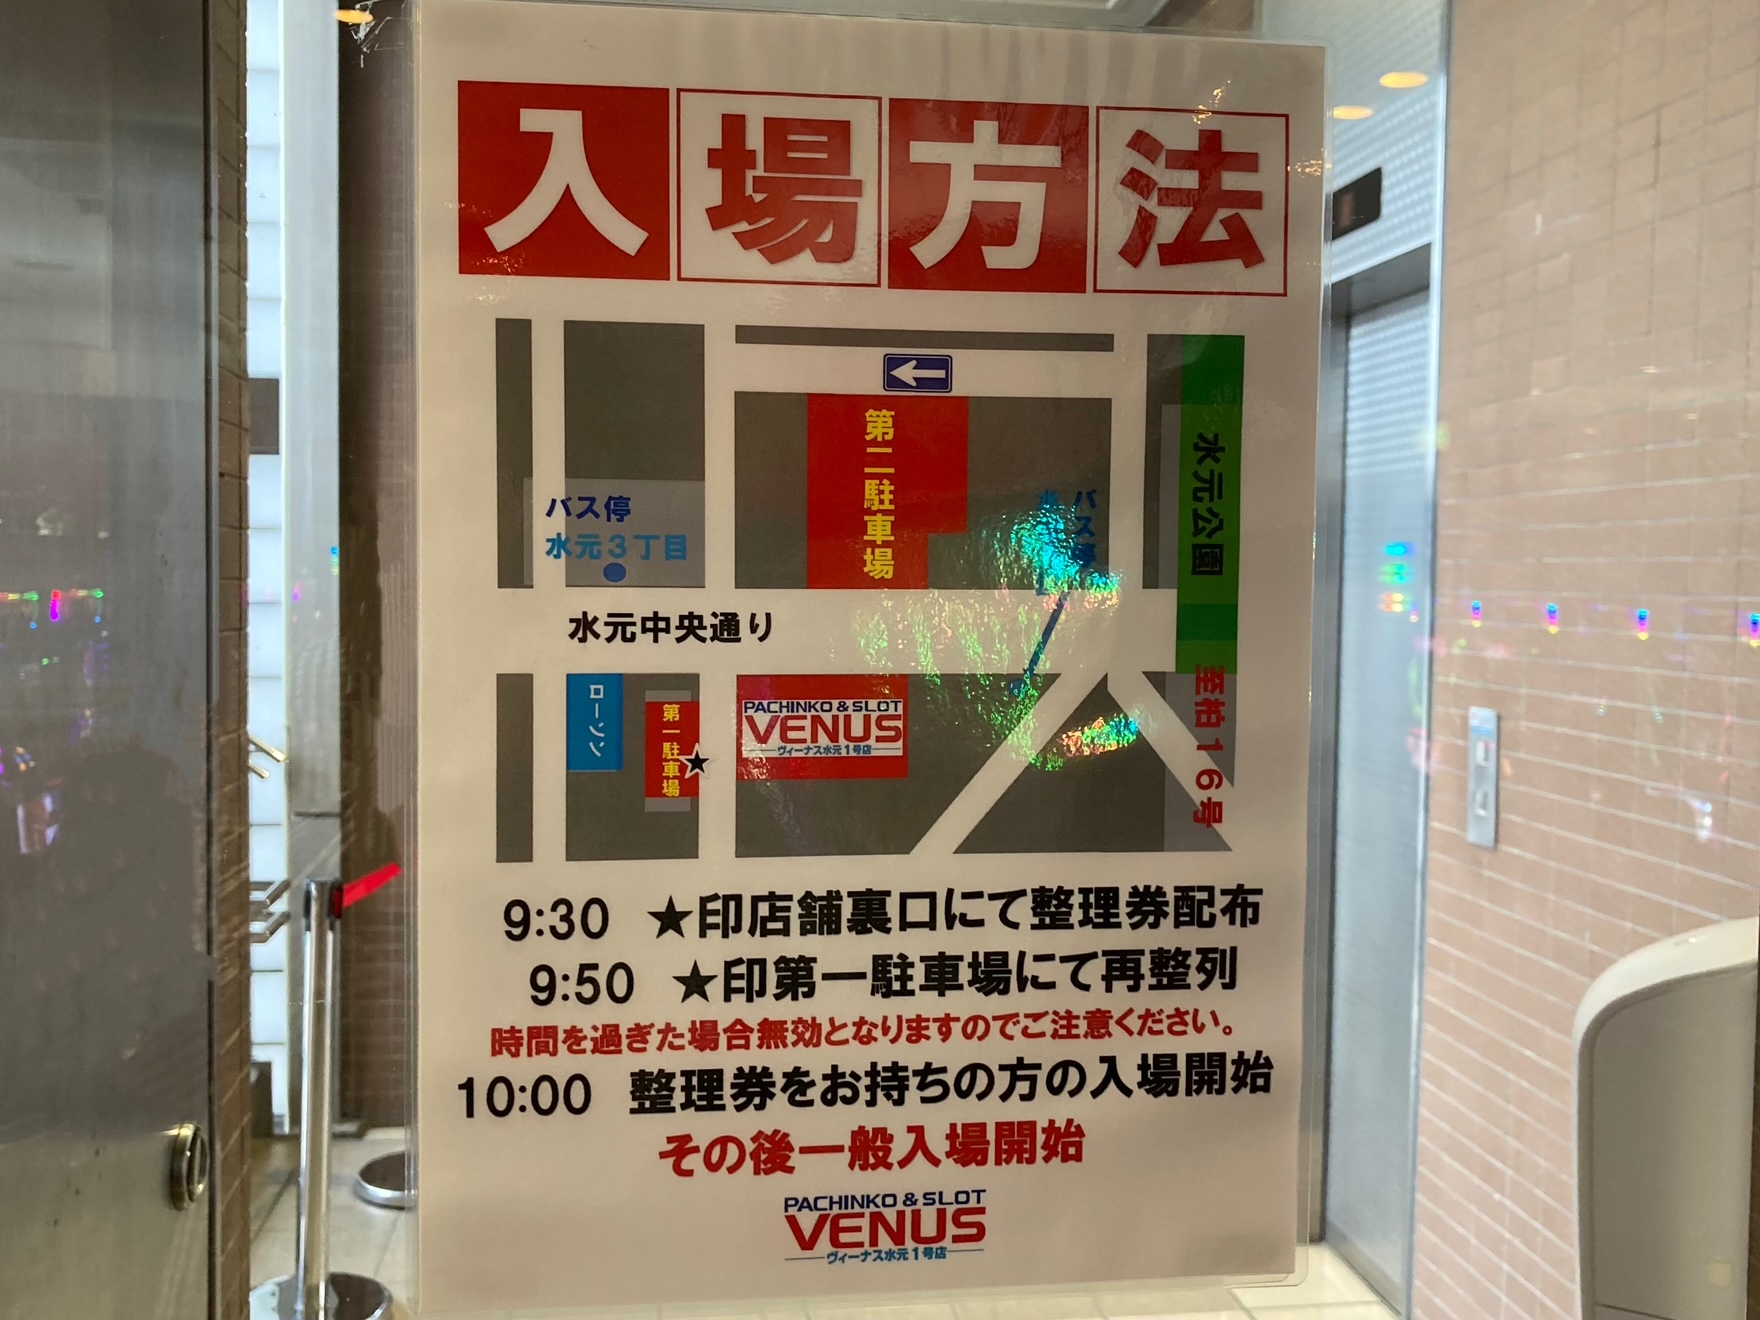 入場方法
第二駐車場
水元公園
バス停
水元3丁目
バス
水元中央通り
ローソン
第一駐車場
★
PACHINKO & SLOT
VENUS
ヴィーナス水元1号店
至柏16号
9:30 ★印店舗裏口にて整理券配布
9:50 ★印第一駐車場にて再整列
時間を過ぎた場合無効となりますのでご注意ください。
10:00 整理券をお持ちの方の入場開始
その後一般入場開始
PACHINKO & SLOT
VENUS
ヴィーナス水元1号店